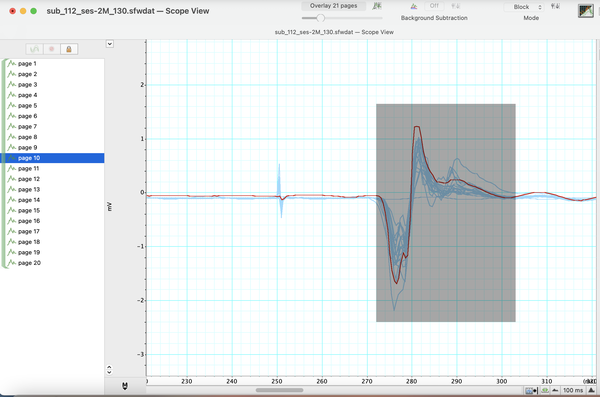 sub_112_ses-2M_130.sfwdat — Scope View
Overlay 21 pages
Off
Block
Background Subtraction
Mode
sub_112_ses-2M_130.sfwdat — Scope View
page 1
page 2
page 3
page 4
page 5
page 6
page 7
page 8
page 9
page 10
page 11
page 12
page 13
page 14
page 15
page 16
page 17
page 18
page 19
page 20
2
1
0
-1
-2
-3
mV
230
240
250
260
270
280
290
300
310
100 ms